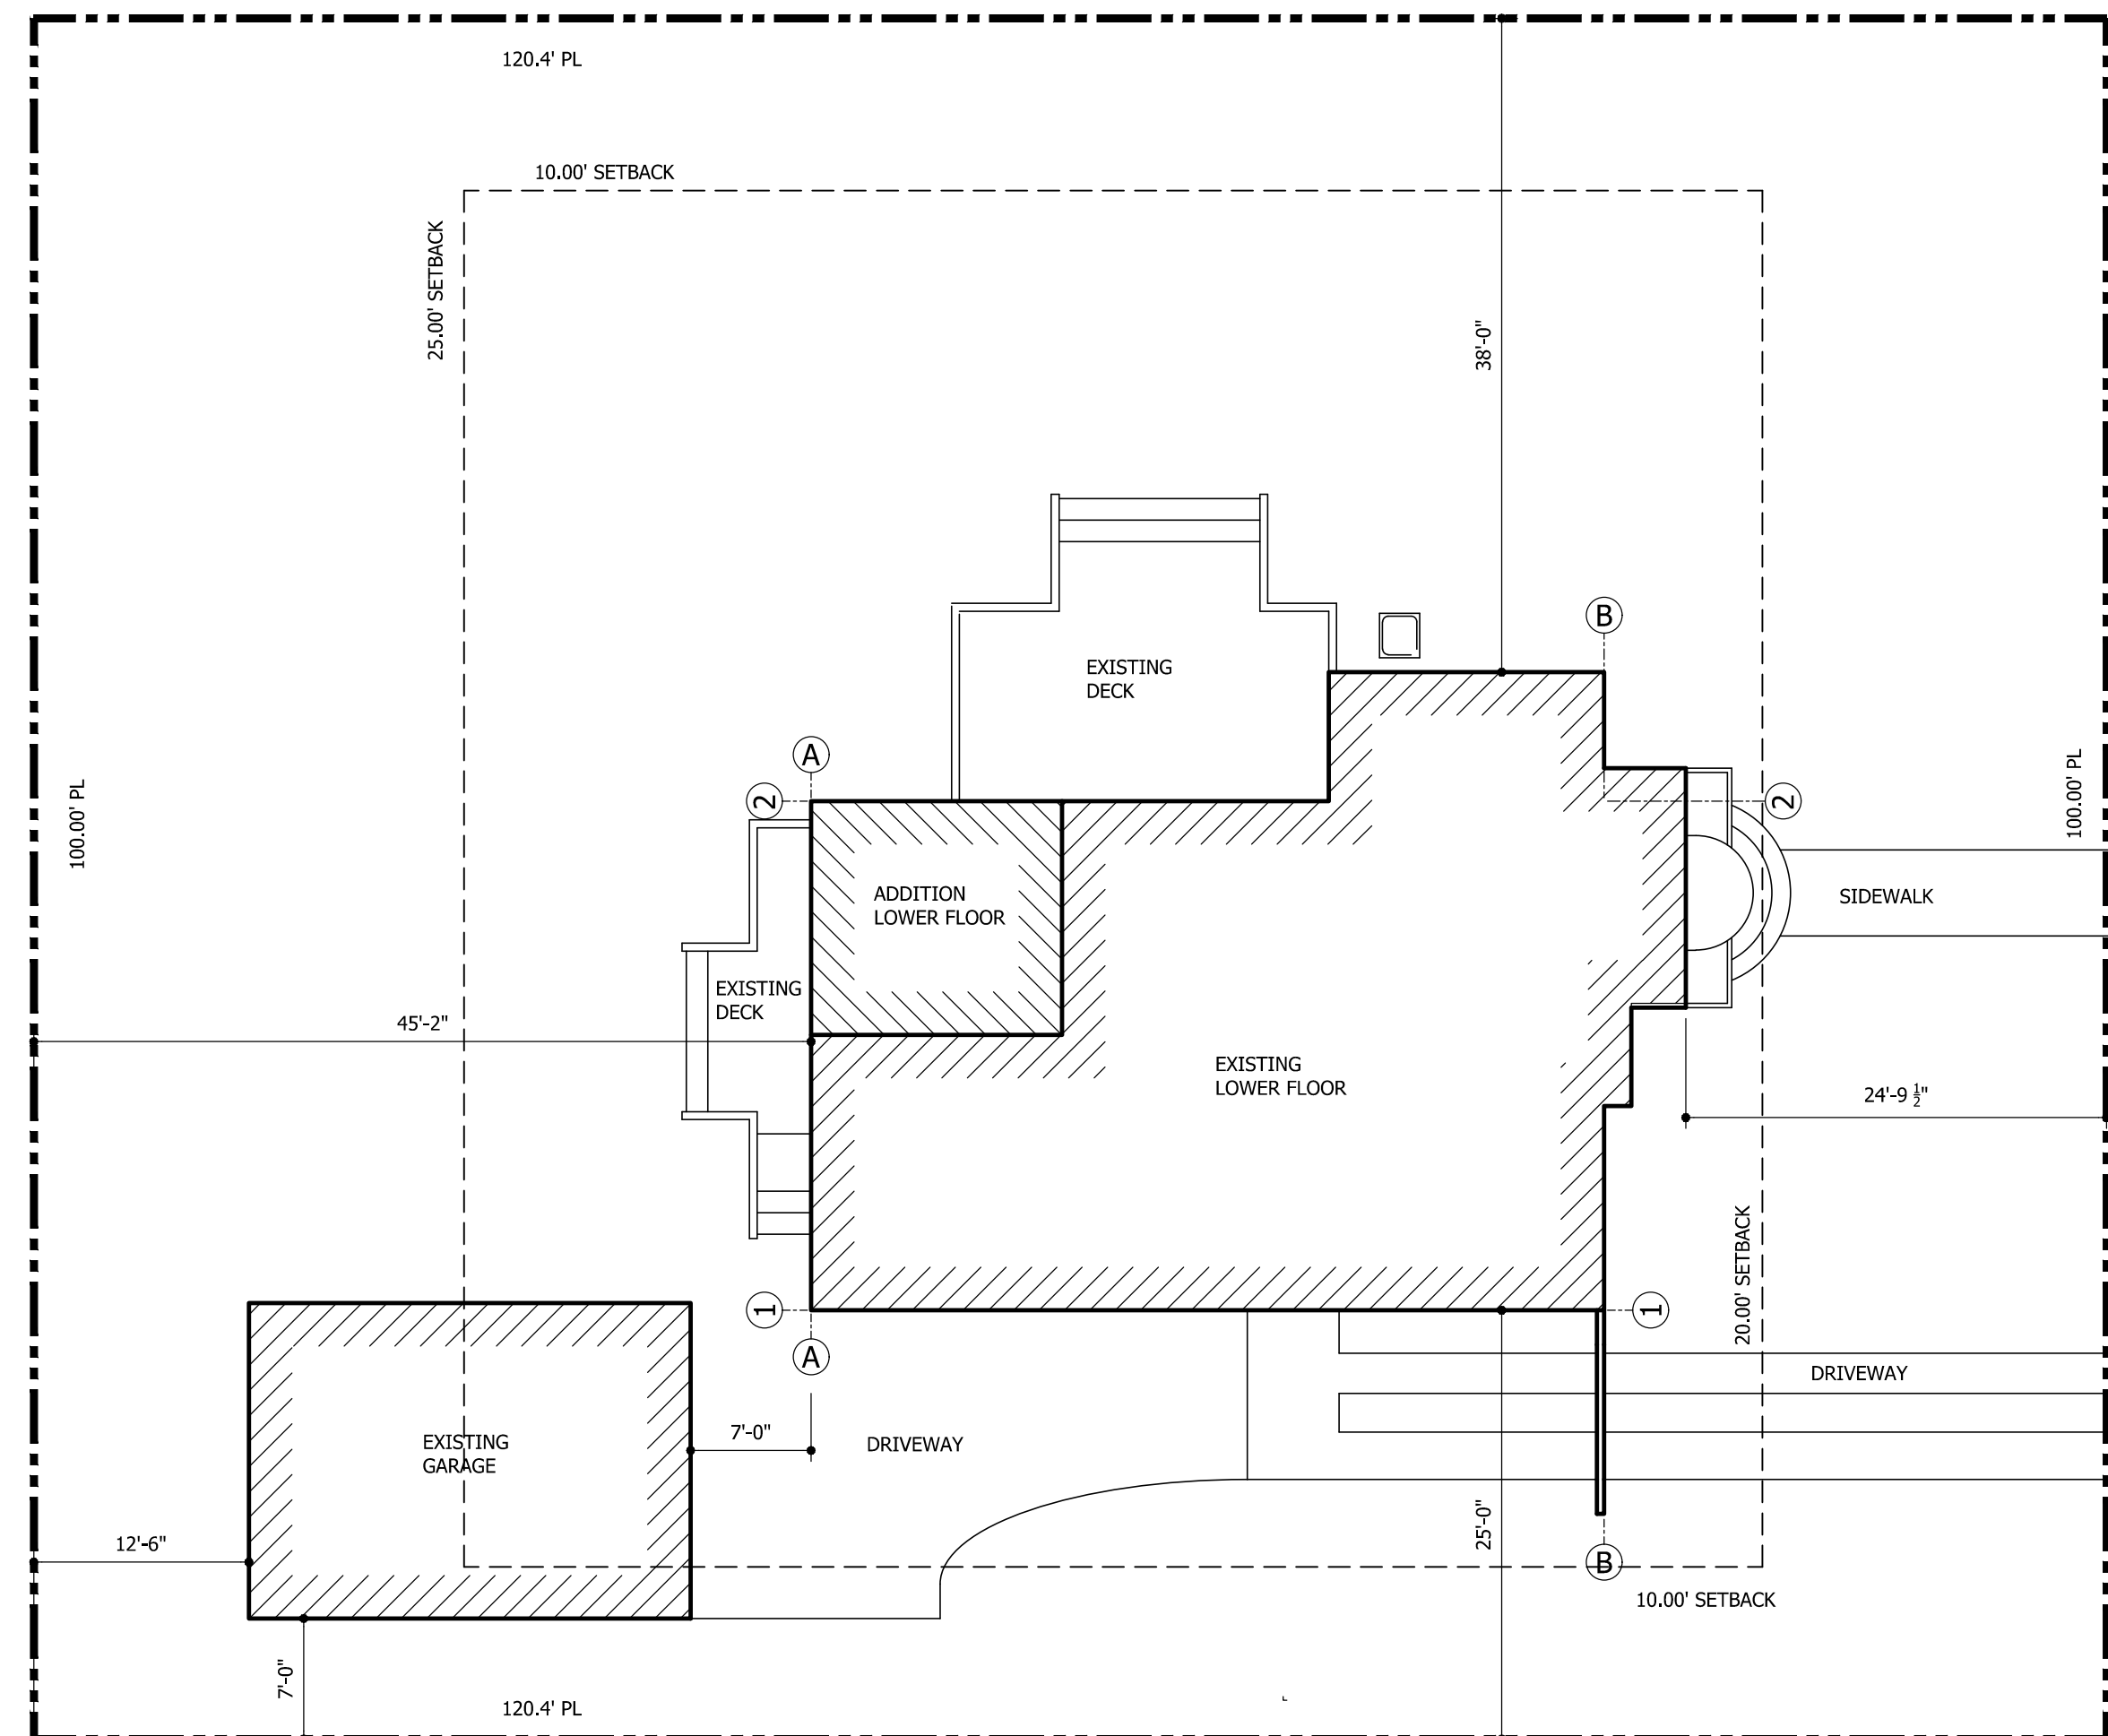 120.4' PL
10.00' SETBACK
25.00' SETBACK
38'-0"
B
EXISTING
DECK
A
2
2
100.00' PL
100.00' PL
ADDITION
LOWER FLOOR
SIDEWALK
EXISTING
DECK
45'-2"
EXISTING
LOWER FLOOR
24'-9 1/2"
20.00' SETBACK
1
1
A
DRIVEWAY
7'-0"
DRIVEWAY
EXISTING
GARAGE
25'-0"
12'-6"
B
10.00' SETBACK
7'-0"
120.4' PL